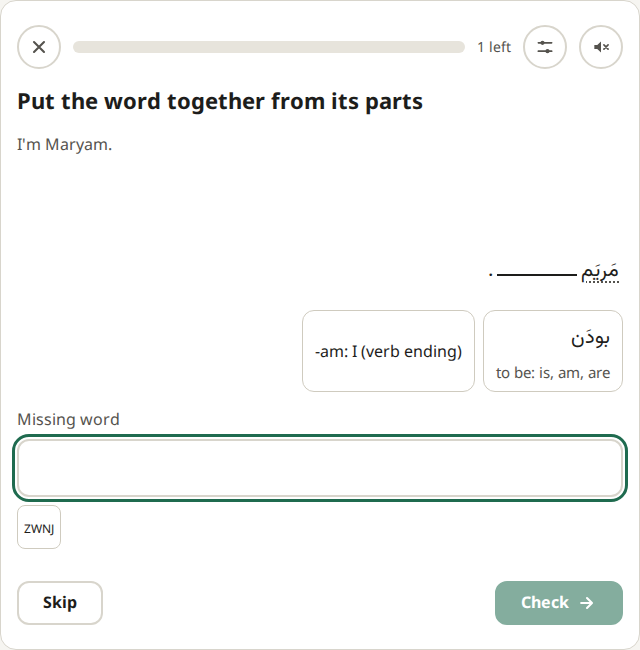 1 left
Put the word together from its parts
I'm Maryam.
مَریَم ________ .
بودَن
to be: is, am, are
-am: I (verb ending)
Missing word
ZWNJ
Skip
Check →